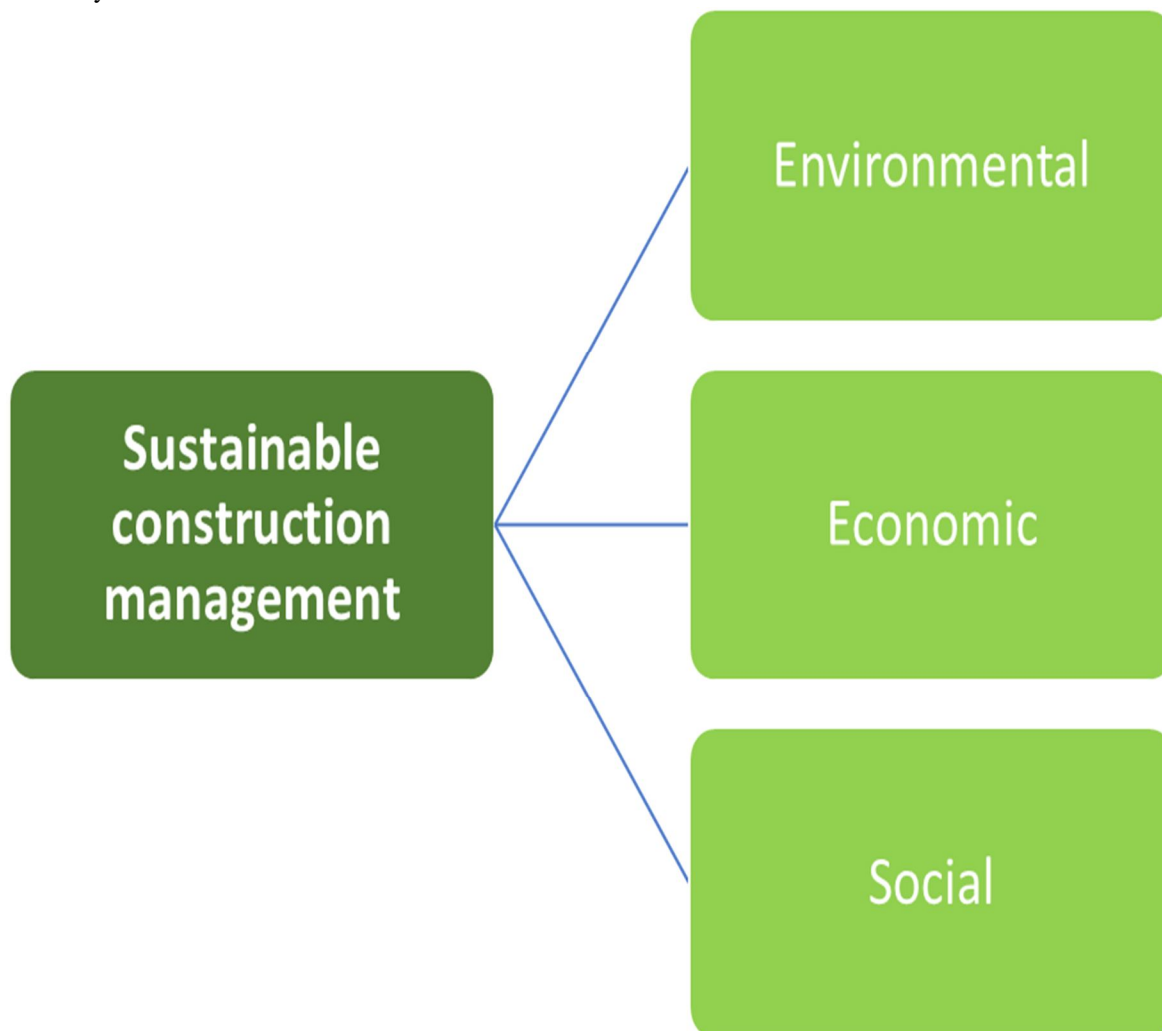 Sustainable
construction
management
Environmental
Economic
Social